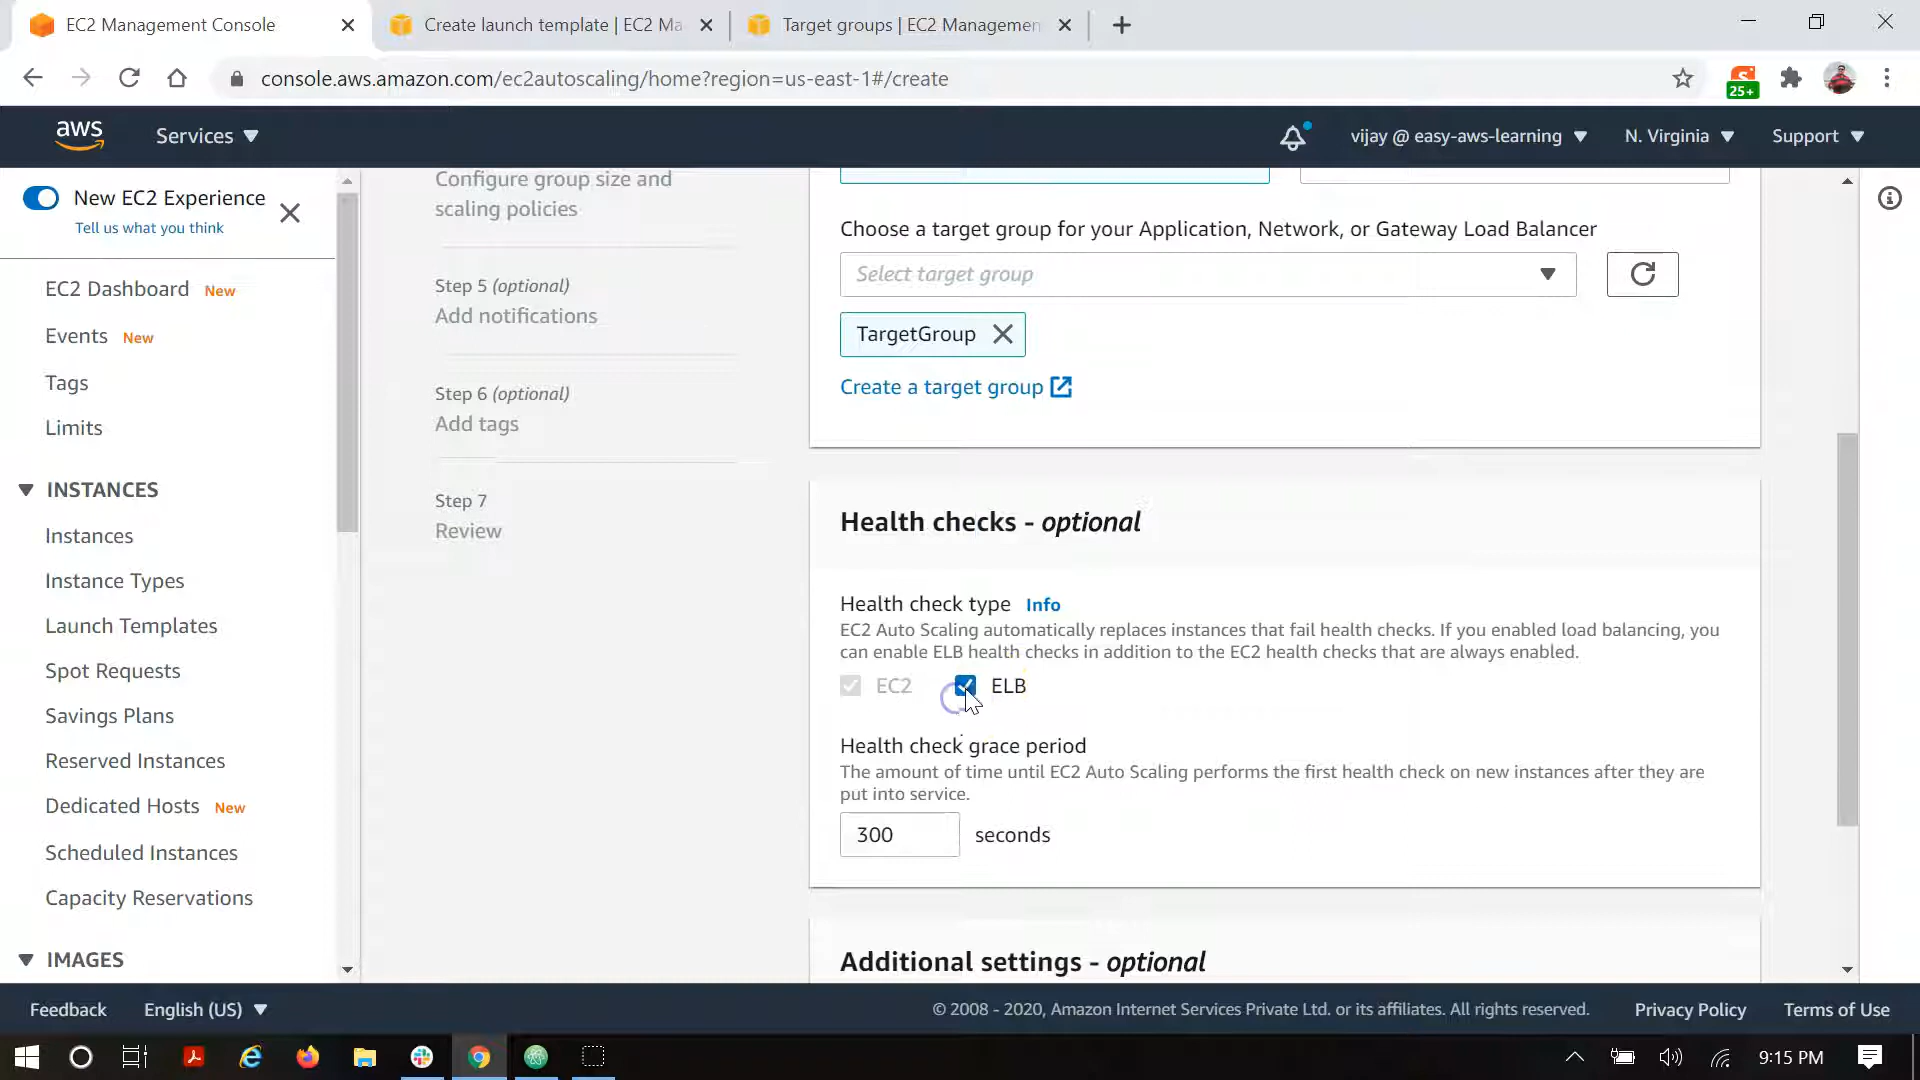 EC2 Management Console
Create launch template | EC2 Ma
Target groups | EC2 Managemen
console.aws.amazon.com/ec2autoscaling/home?region=us-east-1#/create
25+
aws
Services
vijay @ easy-aws-learning
N. Virginia
Support
New EC2 Experience
Tell us what you think
EC2 Dashboard New
Events New
Tags
Limits
INSTANCES
Instances
Instance Types
Launch Templates
Spot Requests
Savings Plans
Reserved Instances
Dedicated Hosts New
Scheduled Instances
Capacity Reservations
IMAGES
Configure group size and
scaling policies
Step 5 (optional)
Add notifications
Step 6 (optional)
Add tags
Step 7
Review
Choose a target group for your Application, Network, or Gateway Load Balancer
Select target group
TargetGroup
Create a target group
Health checks - optional
Health check type Info
EC2 Auto Scaling automatically replaces instances that fail health checks. If you enabled load balancing, you
can enable ELB health checks in addition to the EC2 health checks that are always enabled.
EC2
ELB
Health check grace period
The amount of time until EC2 Auto Scaling performs the first health check on new instances after they are
put into service.
300 seconds
Additional settings - optional
Feedback
English (US)
© 2008 - 2020, Amazon Internet Services Private Ltd. or its affiliates. All rights reserved.
Privacy Policy
Terms of Use
9:15 PM